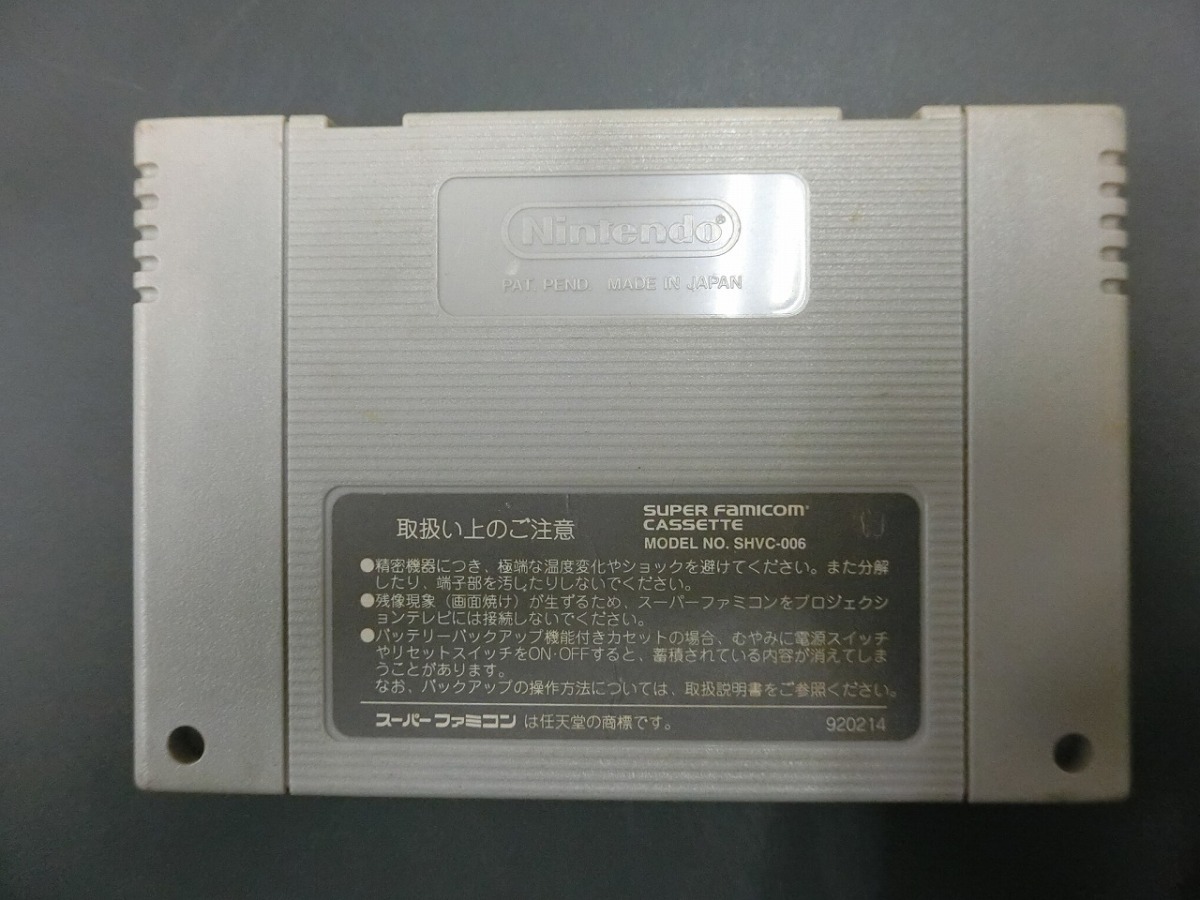 Nintendo®
PAT. PEND MADE IN JAPAN
取扱い上のご注意
SUPER FAMICOM
CASSETTE
MODEL NO. SHVC-006
●精密機器につき、極端な温度変化やショックを避けてください。また分解
したり、端子部を汚したりしないでください。
●残像現象（画面焼け）が生ずるため、スーパーファミコンをプロジェクシ
ョンテレビには接続しないでください。
●バッテリーバックアップ機能付きカセットの場合、むやみに電源スイッチ
やリセットスイッチをON・OFFすると、蓄積されている内容が消えてしま
うことがあります。
なお、バックアップの操作方法については、取扱説明書をご参照ください。
スーパーファミコン は任天堂の商標です。
920214